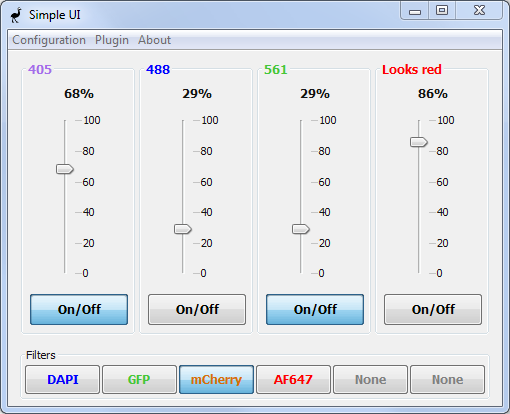 Simple UI
Configuration Plugin About
405 488 561 Looks red
68% 29% 29% 86%
100 100 100 100
80 80 80 80
60 60 60 60
40 40 40 40
20 20 20 20
0 0 0 0
On/Off On/Off On/Off On/Off
Filters
DAPI GFP mCherry AF647 None None